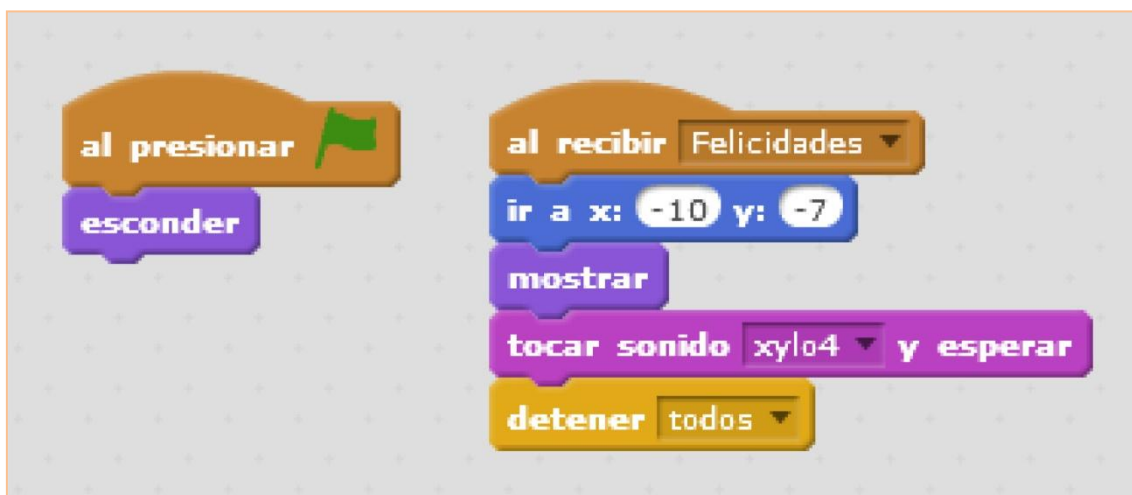 al presionar
esconder
al recibir Felicidades
ir a x: -10 y: -7
mostrar
tocar sonido xylo4 y esperar
detener todos